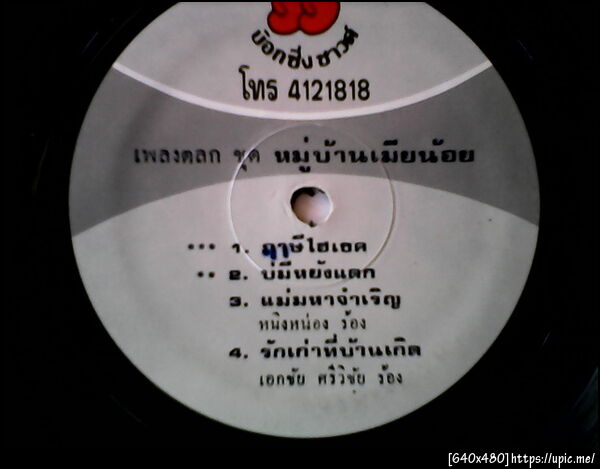 บ๊อกซิ่งซาวด์
โทร 4121818
เพลงตลก ชุด หมู่บ้านเมียน้อย
••• 1. ฤาษีไฮเอค
•• 2. บ่มีหยังแดก
3. แม่มหาจำเริญ
หนิงหน่อง ร้อง
4. รักเก่าที่บ้านเกิด
เอกชัย ศรีวิชัย ร้อง
[640x480]https://upic.me/